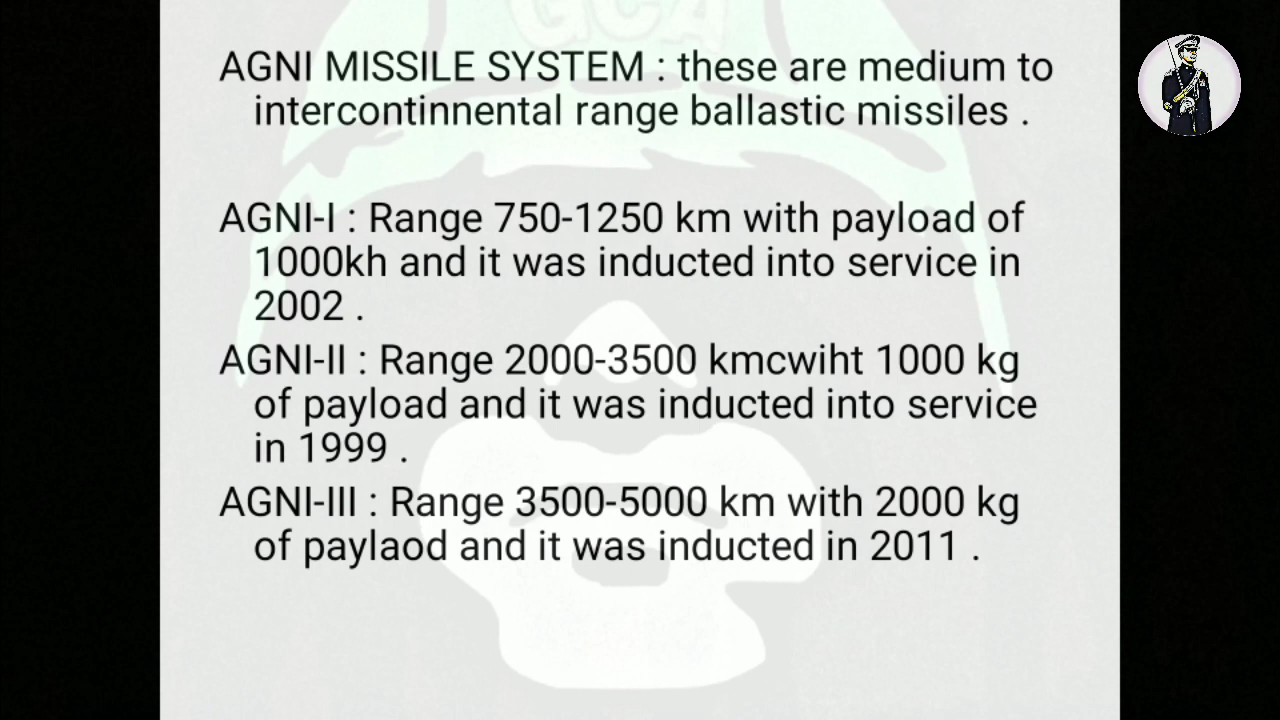 GCA
AGNI MISSILE SYSTEM : these are medium to
intercontinnental range ballastic missiles .
AGNI-I : Range 750-1250 km with payload of
1000kh and it was inducted into service in
2002 .
AGNI-II : Range 2000-3500 kmcwiht 1000 kg
of payload and it was inducted into service
in 1999 .
AGNI-III : Range 3500-5000 km with 2000 kg
of paylaod and it was inducted in 2011 .